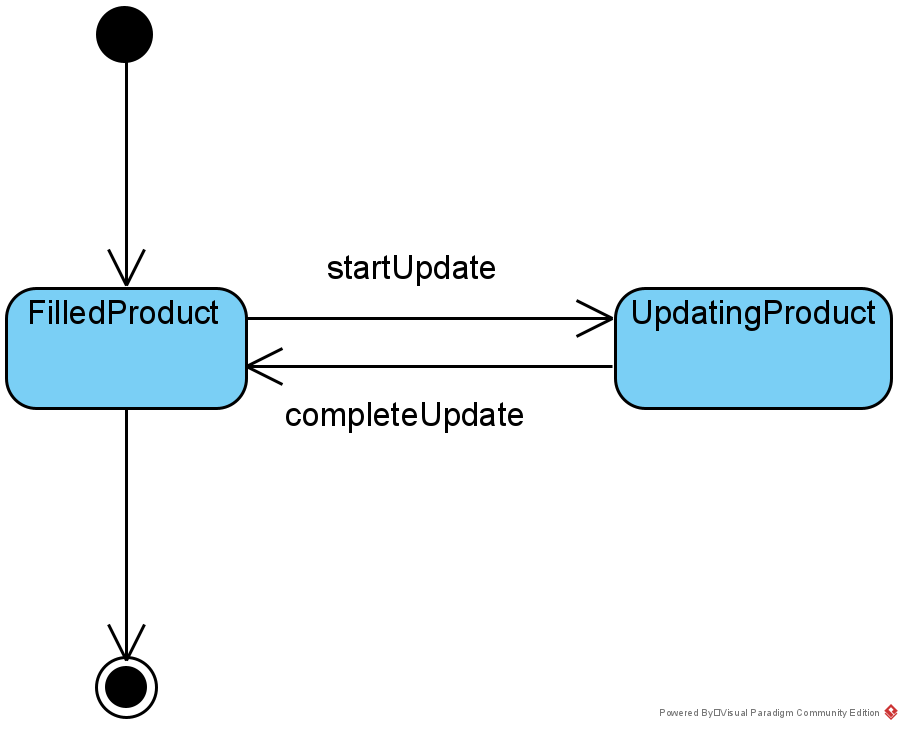 startUpdate
FilledProduct
UpdatingProduct
completeUpdate
Powered By Visual Paradigm Community Edition